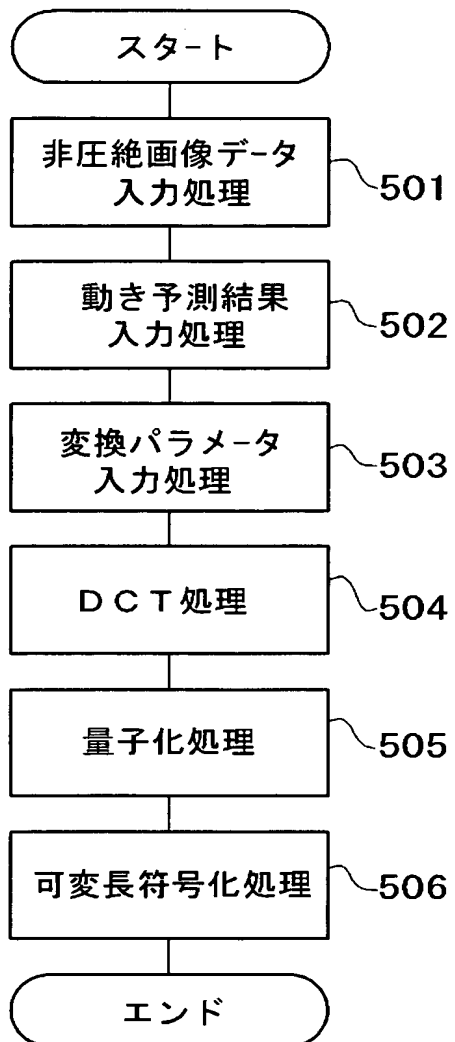 スタート
非圧絶画像データ
入力処理
501
動き予測結果
入力処理
502
変換パラメータ
入力処理
503
DCT処理
504
量子化処理
505
可変長符号化処理
506
エンド